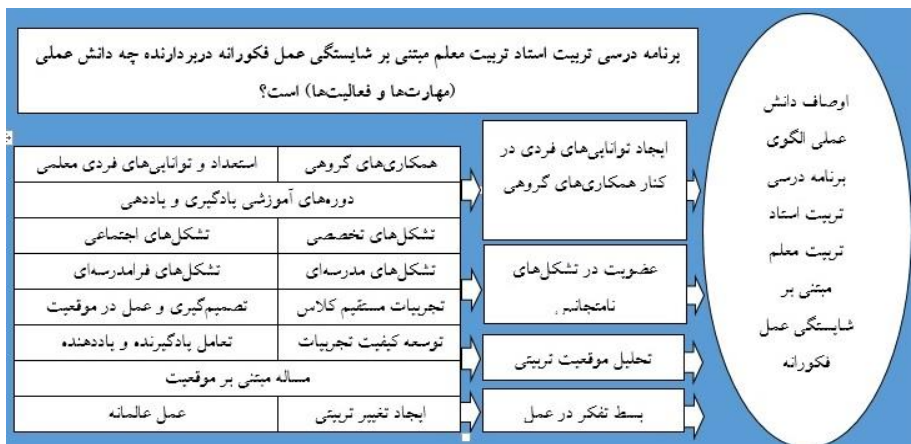 برنامه درسی تربیت استاد تربیت معلم مبتنی بر شایستگی عمل فکورانه دربردارنده چه دانش عملی
(مهارت‌ها و فعالیت‌ها) است؟
اوصاف دانش
عملی الگوی
برنامه درسی
تربیت استاد
تربیت معلم
مبتنی بر
شایستگی عمل
فکورانه
ایجاد توانایی‌های فردی در
کنار همکاری‌های گروهی
عضویت در تشکل‌های
نامتجانس
تحلیل موقعیت تربیتی
بسط تفکر در عمل
همکاری‌های گروهی استعداد و توانایی‌های فردی معلمی
دوره‌های آموزشی یادگیری و یاددهی
تشکل‌های تخصصی تشکل‌های اجتماعی
تشکل‌های مدرسه‌ای تشکل‌های فرامدرسه‌ای
تجربیات مستقیم کلاس تصمیم‌گیری و عمل در موقعیت
توسعه کیفیت تجربیات تعامل یادگیرنده و یاددهنده
مساله مبتنی بر موقعیت
ایجاد تغییر تربیتی عمل عالمانه